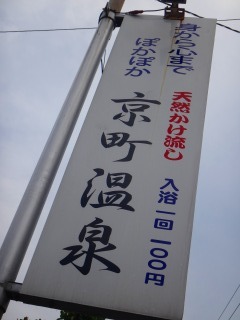 身から心まで
ぽかぽか
天然かけ流し
京町温泉
入浴一回 一〇〇円